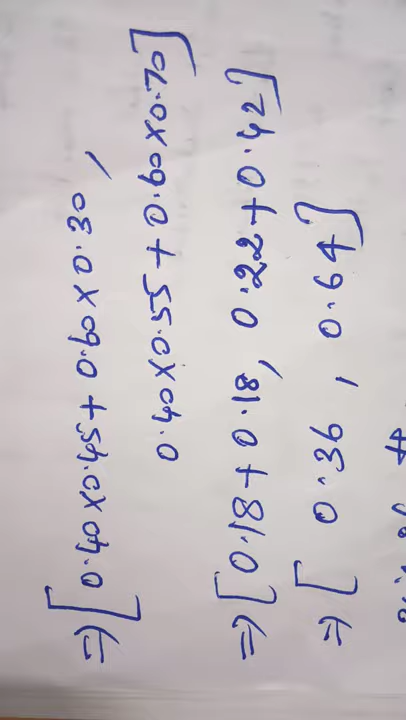 ⇒ [0.40×0.45+0.60×0.30,
0.40×0.55+0.60×0.70]
⇒ [0.18+0.18, 0.22+0.42]
⇒ [0.36, 0.64]